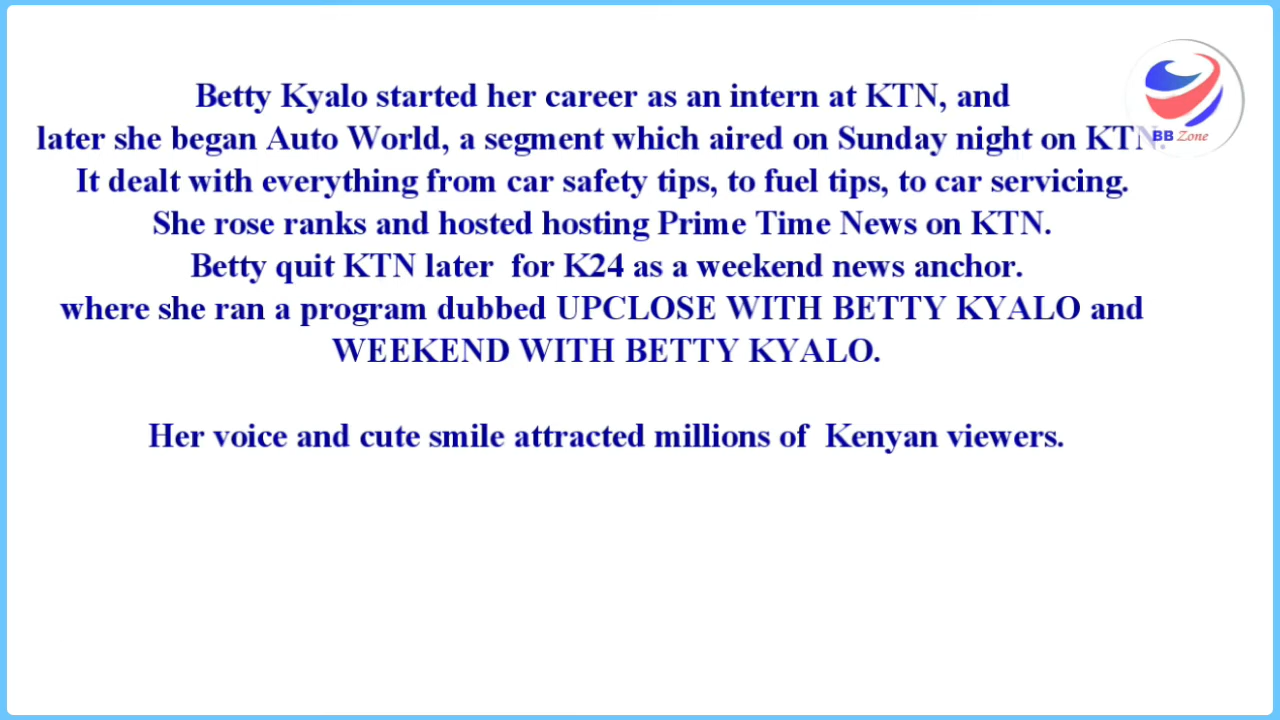 Betty Kyalo started her career as an intern at KTN, and
later she began Auto World, a segment which aired on Sunday night on KTN.
It dealt with everything from car safety tips, to fuel tips, to car servicing.
She rose ranks and hosted hosting Prime Time News on KTN.
Betty quit KTN later  for K24 as a weekend news anchor.
where she ran a program dubbed UPCLOSE WITH BETTY KYALO and
WEEKEND WITH BETTY KYALO.
Her voice and cute smile attracted millions of  Kenyan viewers.
BB Zone